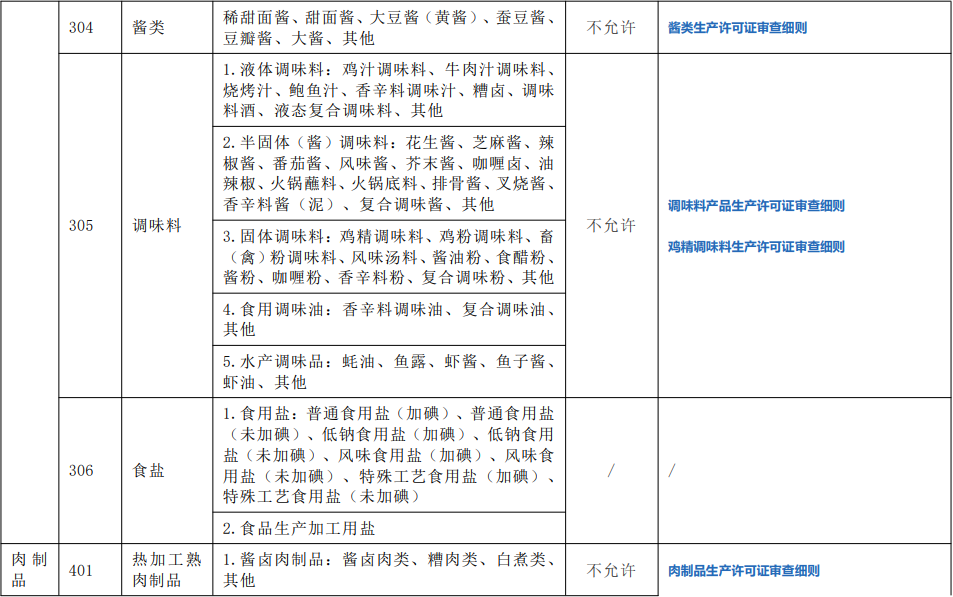 304
酱类
稀甜面酱、甜面酱、大豆酱（黄酱）、蚕豆酱、
豆瓣酱、大酱、其他
不允许
酱类生产许可证审查细则
305
调味料
1.液体调味料：鸡汁调味料、牛肉汁调味料、
烧烤汁、鲍鱼汁、香辛料调味汁、糟卤、调味
料酒、液态复合调味料、其他
2.半固体（酱）调味料：花生酱、芝麻酱、辣
椒酱、番茄酱、风味酱、芥末酱、咖喱卤、油
辣椒、火锅蘸料、火锅底料、排骨酱、叉烧酱、
香辛料酱（泥）、复合调味酱、其他
3.固体调味料：鸡精调味料、鸡粉调味料、畜
（禽）粉调味料、风味汤料、酱油粉、食醋粉、
酱粉、咖喱粉、香辛料粉、复合调味粉、其他
4.食用调味油：香辛料调味油、复合调味油、
其他
5.水产调味品：蚝油、鱼露、虾酱、鱼子酱、
虾油、其他
不允许
调味料产品生产许可证审查细则
鸡精调味料生产许可证审查细则
306
食盐
1.食用盐：普通食用盐（加碘）、普通食用盐
（未加碘）、低钠食用盐（加碘）、低钠食用
盐（未加碘）、风味食用盐（加碘）、风味食
用盐（未加碘）、特殊工艺食用盐（加碘）、
特殊工艺食用盐（未加碘）
2.食品生产加工用盐
/
/
肉制
品
401
热加工熟
肉制品
1.酱卤肉制品：酱卤肉类、糟肉类、白煮类、
其他
不允许
肉制品生产许可证审查细则